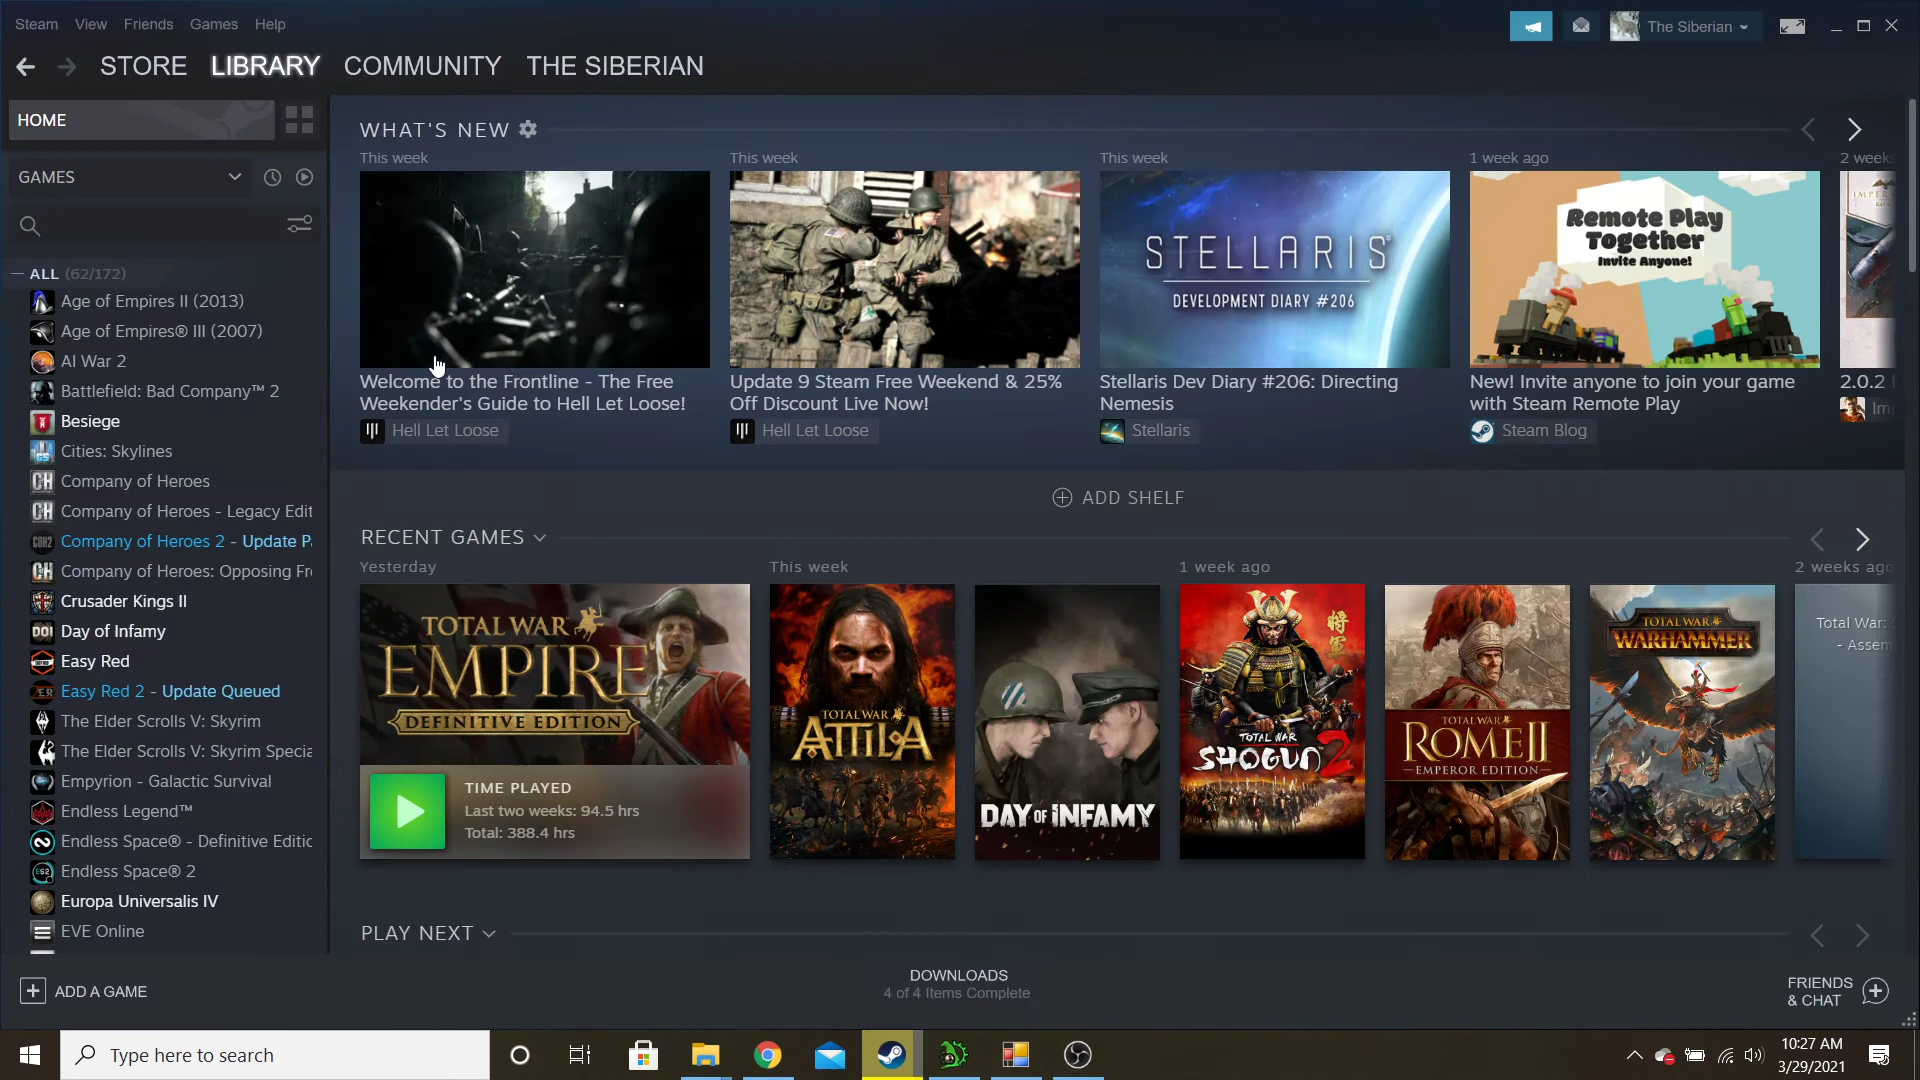 Steam View Friends Games Help
The Siberian
STORE LIBRARY COMMUNITY THE SIBERIAN
HOME
GAMES
ALL (62/172)
Age of Empires II (2013)
Age of Empires® III (2007)
AI War 2
Battlefield: Bad Company™ 2
Besiege
Cities: Skylines
Company of Heroes
Company of Heroes - Legacy Edit
Company of Heroes 2 - Update P
Company of Heroes: Opposing Fr
Crusader Kings II
Day of Infamy
Easy Red
Easy Red 2 - Update Queued
The Elder Scrolls V: Skyrim
The Elder Scrolls V: Skyrim Specia
Empyrion - Galactic Survival
Endless Legend™
Endless Space® - Definitive Editic
Endless Space® 2
Europa Universalis IV
EVE Online
WHAT'S NEW
This week
Welcome to the Frontline - The Free
Weekender's Guide to Hell Let Loose!
Hell Let Loose
This week
Update 9 Steam Free Weekend & 25%
Off Discount Live Now!
Hell Let Loose
This week
STELLARIS
DEVELOPMENT DIARY #206
Stellaris Dev Diary #206: Directing
Nemesis
Stellaris
1 week ago
Remote Play
Together
Invite Anyone!
New! Invite anyone to join your game
with Steam Remote Play
Steam Blog
2 weeks
2.0.2
ADD SHELF
RECENT GAMES
Yesterday
TOTAL WAR
EMPIRE
DEFINITIVE EDITION
TIME PLAYED
Last two weeks: 94.5 hrs
Total: 388.4 hrs
This week
TOTAL WAR
ATTILA
DAY OF INFAMY
1 week ago
将軍
TOTAL WAR
SHOGUN 2
TOTAL WAR
ROME II
EMPEROR EDITION
TOTAL WAR
WARHAMMER
2 weeks ago
Total War:
- Assem
PLAY NEXT
ADD A GAME
DOWNLOADS
4 of 4 Items Complete
FRIENDS
& CHAT
Type here to search
10:27 AM
3/29/2021